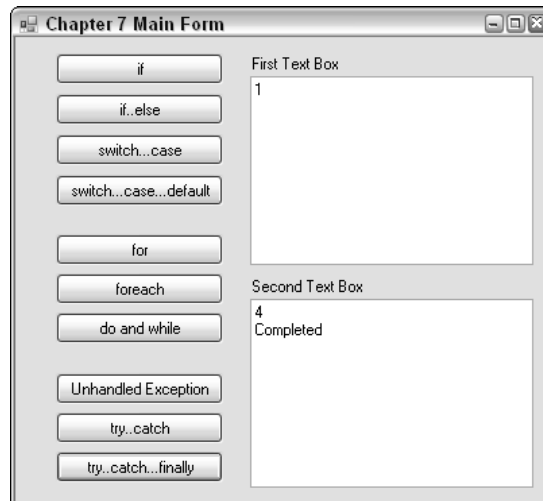 Chapter 7 Main Form
if
if..else
switch...case
switch...case...default
for
foreach
do and while
Unhandled Exception
try..catch
try..catch...finally
First Text Box
1
Second Text Box
4
Completed